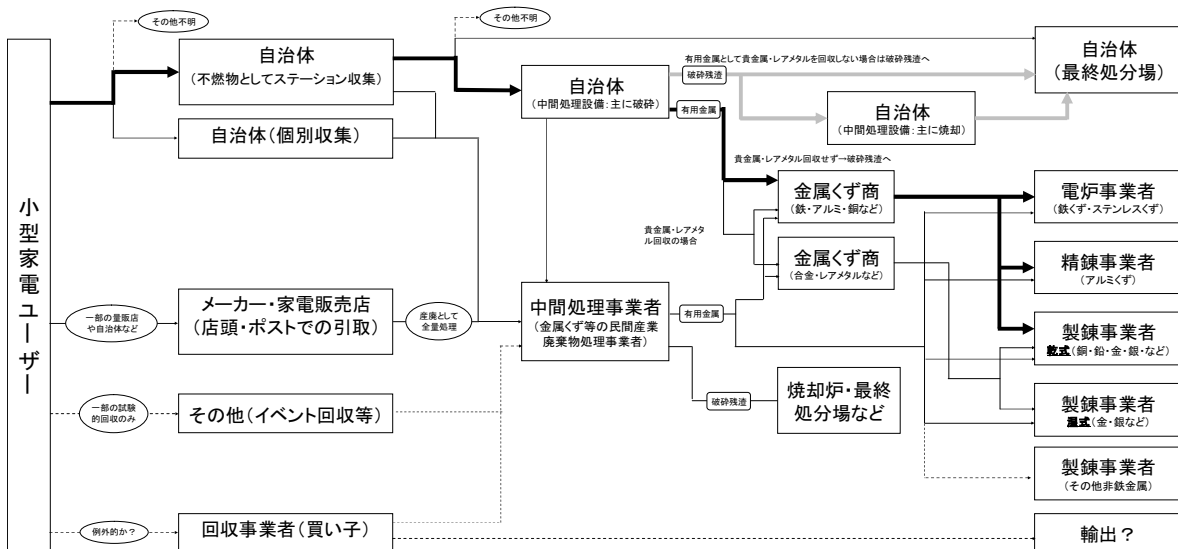 その他不明
その他不明
自治体
(不燃物としてステーション収集)
自治体
(最終処分場)
有用金属として貴金属・レアメタルを回収しない場合は破砕残渣へ
破砕残渣
自治体
(中間処理設備:主に破砕)
有用金属
自治体
(中間処理設備:主に焼却)
自治体(個別収集)
貴金属・レアメタル回収せず→破砕残渣へ
小型家電ユーザー
金属くず商
(鉄・アルミ・銅など)
電炉事業者
(鉄くず・ステンレスくず)
貴金属・レアメタ
ル回収の場合
金属くず商
(合金・レアメタルなど)
精錬事業者
(アルミくず)
一部の量販店
や自治体など
メーカー・家電販売店
(店頭・ポストでの引取)
産廃として
全量処理
中間処理事業者
(金属くず等の民間産業
廃棄物処理事業者)
有用金属
製錬事業者
乾式(銅・鉛・金・銀・など)
一部の試験
的回収のみ
その他(イベント回収等)
破砕残渣
焼却炉・最終
処分場など
製錬事業者
湿式(金・銀など)
製錬事業者
(その他非鉄金属)
例外的か?
回収事業者(買い子)
輸出?